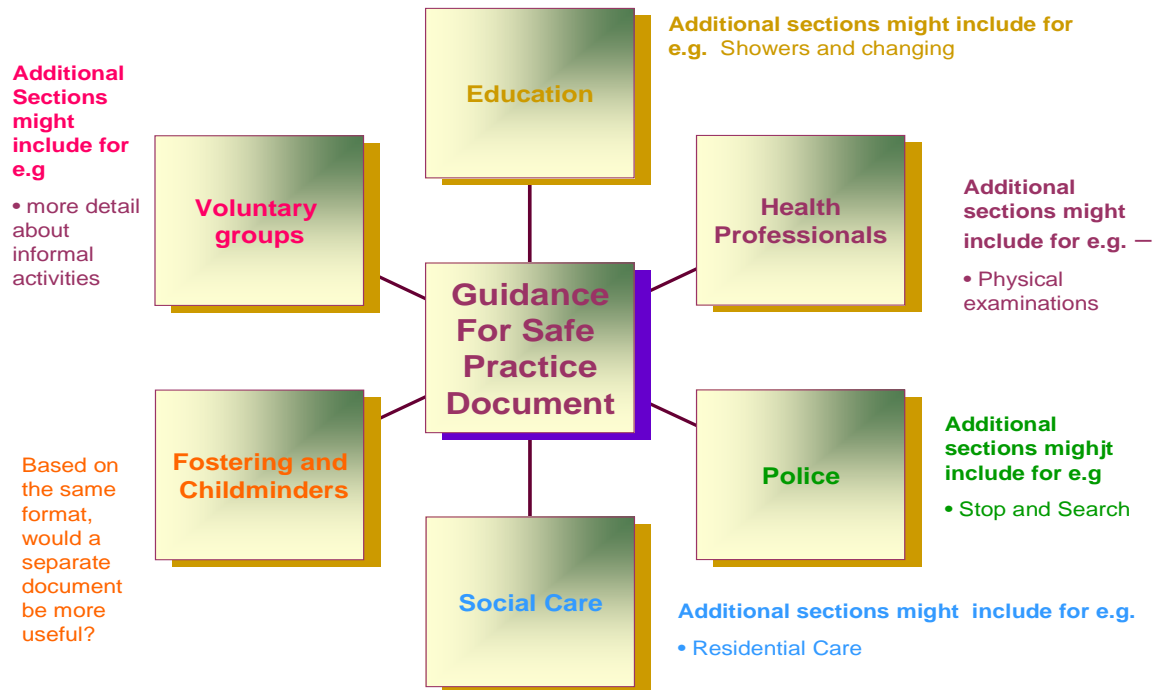 Additional sections might include for
e.g. Showers and changing
Education
Additional
Sections
might
include for
e.g
• more detail
about
informal
activities
Voluntary
groups
Health
Professionals
Additional
sections might
include for e.g. –
• Physical
examinations
Guidance
For Safe
Practice
Document
Based on
the same
format,
would a
separate
document
be more
useful?
Fostering and
Childminders
Police
Additional
sections mighjt
include for e.g
• Stop and Search
Social Care
Additional sections might include for e.g.
• Residential Care